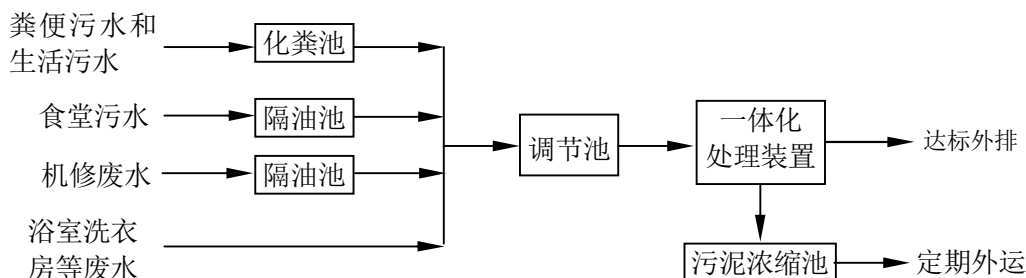 粪便污水和
生活污水
化粪池
食堂污水
隔油池
机修废水
隔油池
浴室洗衣
房等废水
调节池
一体化
处理装置
达标外排
污泥浓缩池
定期外运